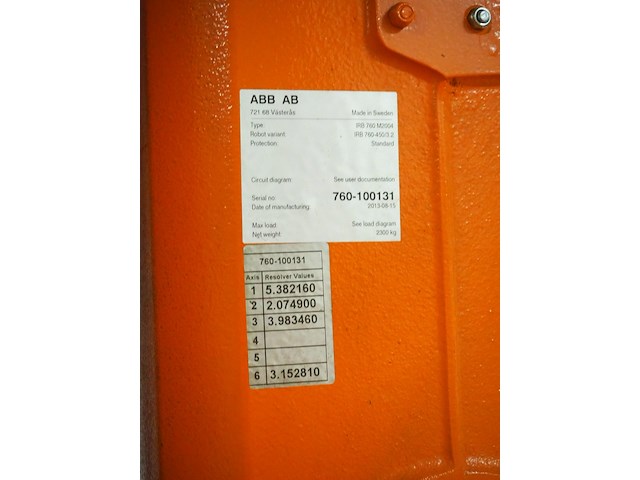 ABB AB
721 68 Västerås Made in Sweden
Type: IRB 760 M2004
Robot variant: IRB 760-450/3.2
Protection: Standard
Circuit diagram: See user documentation
Serial no: 760-100131
Date of manufacturing: 2013-08-15
Max load: See load diagram
Net weight: 2300 kg
760-100131
Axis Resolver Values
1 5.382160
2 2.074900
3 3.983460
4
5
6 3.152810